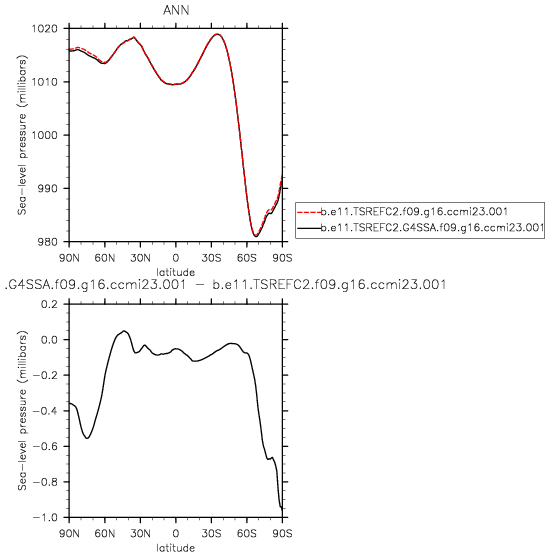 ANN
Sea-level pressure (millibars)
1020
1010
1000
990
980
90N 60N 30N 0 30S 60S 90S
latitude
b.e11.TSREFC2.f09.g16.ccmi23.001
b.e11.TSREFC2.G4SSA.f09.g16.ccmi23.001
.G4SSA.f09.g16.ccmi23.001 − b.e11.TSREFC2.f09.g16.ccmi23.001
Sea-level pressure (millibars)
0.2
0.0
−0.2
−0.4
−0.6
−0.8
−1.0
90N 60N 30N 0 30S 60S 90S
latitude